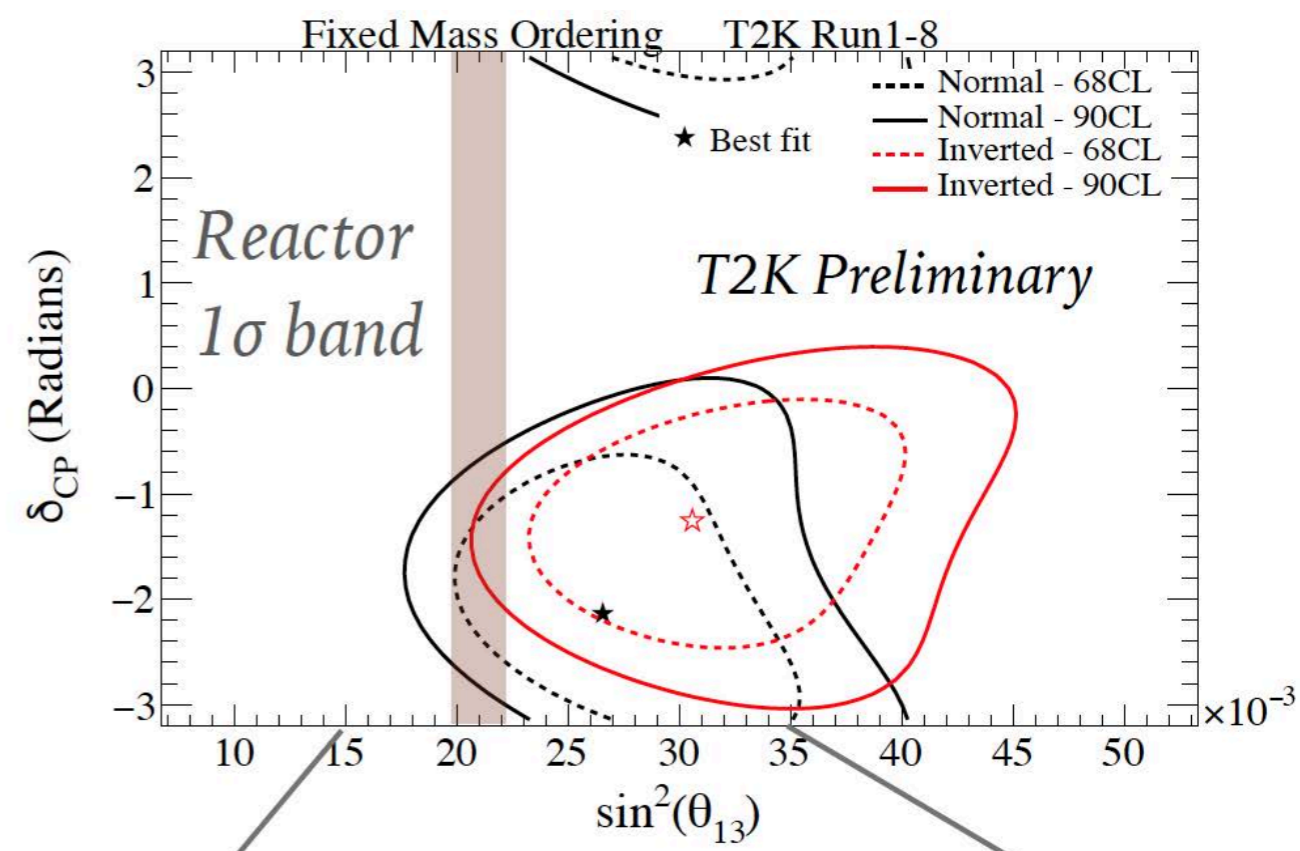 Fixed Mass Ordering T2K Run1-8
3
2
1
0
−1
−2
−3
δCP (Radians)
Normal - 68CL
Normal - 90CL
Inverted - 68CL
Inverted - 90CL
★ Best fit
Reactor
1σ band
T2K Preliminary
10 15 20 25 30 35 40 45 50
×10⁻³
sin²(θ₁₃)